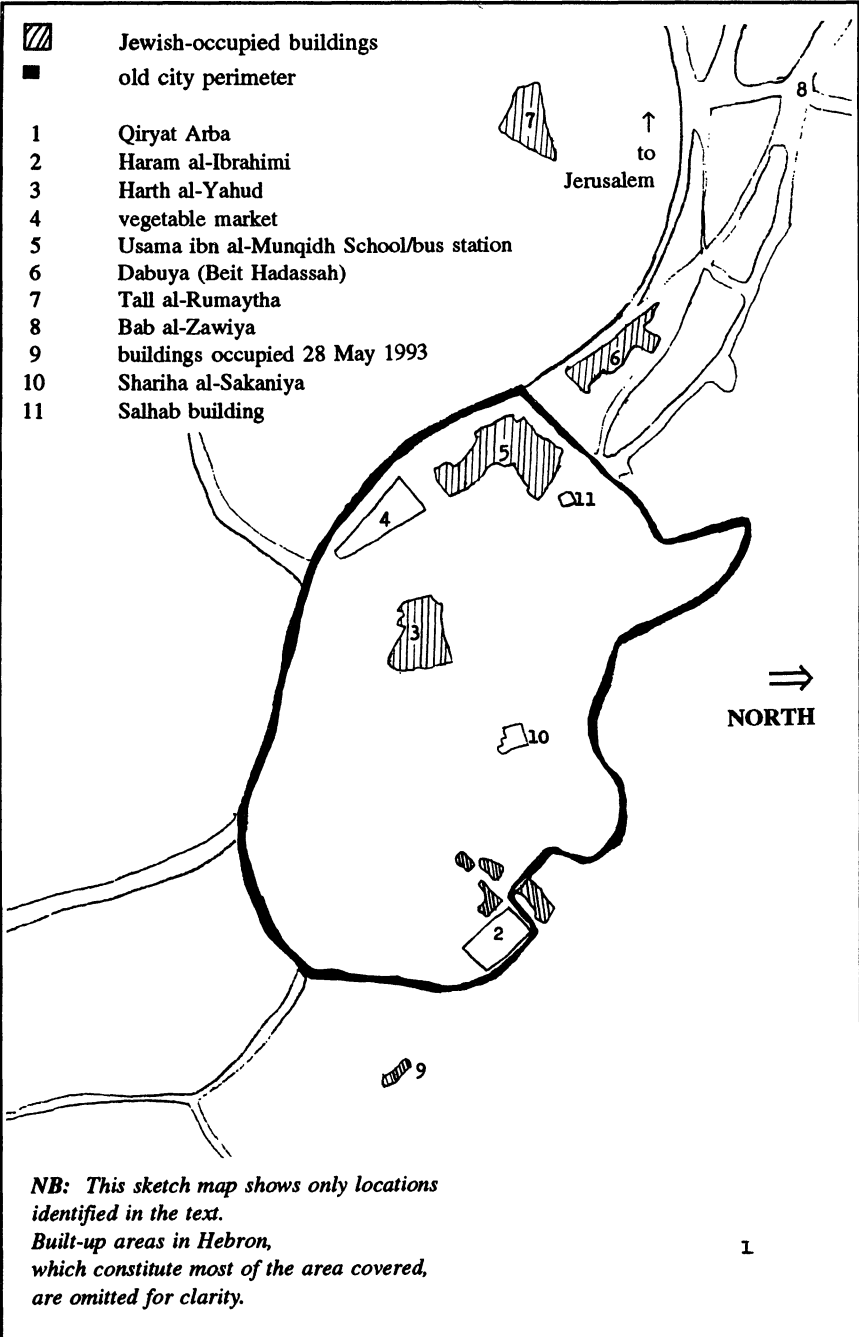 Jewish-occupied buildings
old city perimeter
1 Qiryat Arba
2 Haram al-Ibrahimi
3 Harth al-Yahud
4 vegetable market
5 Usama ibn al-Munqidh School/bus station
6 Dabuya (Beit Hadassah)
7 Tall al-Rumaytha
8 Bab al-Zawiya
9 buildings occupied 28 May 1993
10 Shariha al-Sakaniya
11 Salhab building
8
7
↑
to
Jerusalem
6
5
11
4
3
⇒
NORTH
10
2
9
NB: This sketch map shows only locations
identified in the text.
Built-up areas in Hebron,
which constitute most of the area covered,
are omitted for clarity.
1